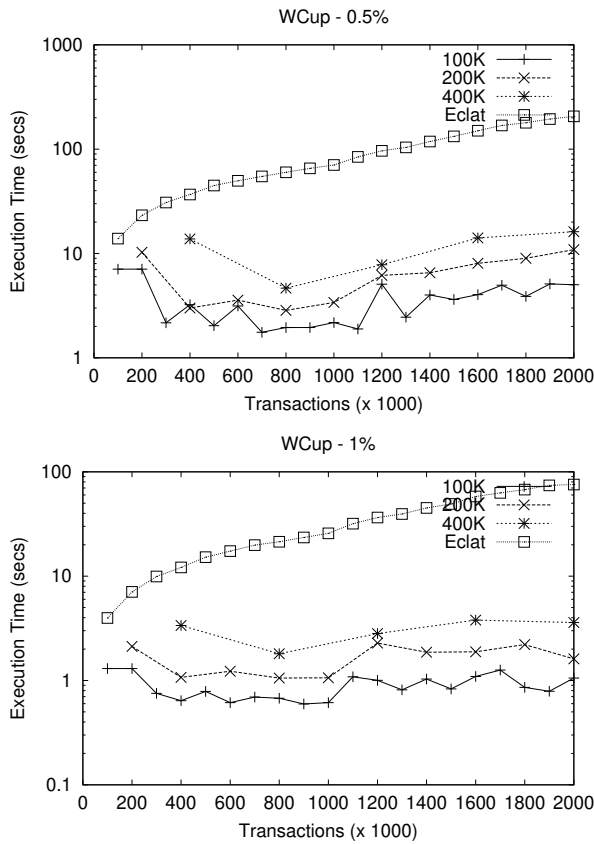 WCup - 0.5%
1000
100
10
1
Execution Time (secs)
100K
200K
400K
Eclat
0 200 400 600 800 1000 1200 1400 1600 1800 2000
Transactions (x 1000)
WCup - 1%
100
10
1
0.1
Execution Time (secs)
100K
200K
400K
Eclat
0 200 400 600 800 1000 1200 1400 1600 1800 2000
Transactions (x 1000)